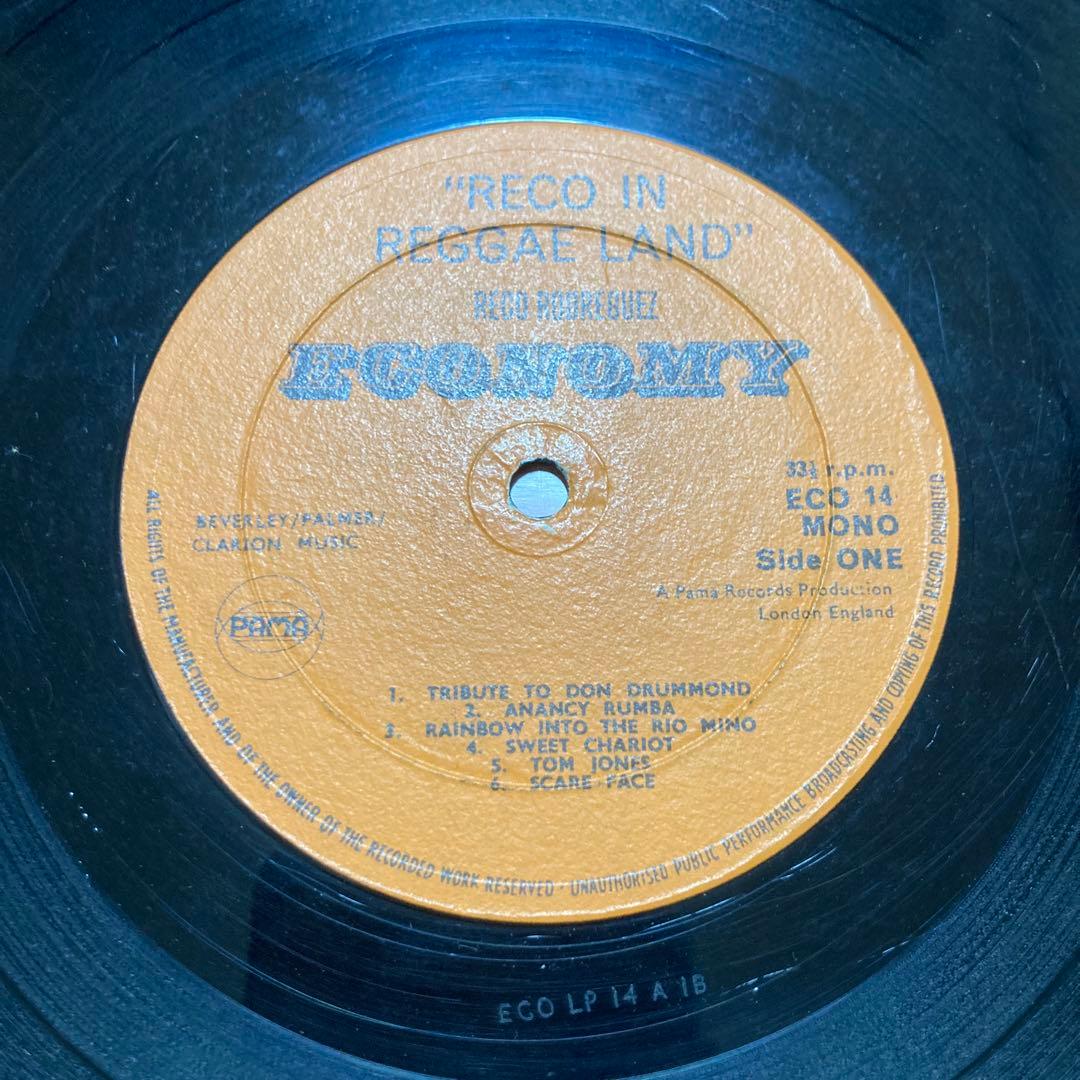 "RECO IN
REGGAE LAND"
RECO RODREGUEZ
ECONOMY
33⅓ r.p.m.
ECO 14
MONO
Side ONE
BEVERLEY/PALMER/
CLARION MUSIC
A Pama Records Production
London England
PAMA
1. TRIBUTE TO DON DRUMMOND
2. ANANCY RUMBA
3. RAINBOW INTO THE RIO MINO
4. SWEET CHARIOT
5. TOM JONES
6. SCARE FACE
ALL RIGHTS OF THE MANUFACTURER AND OF THE OWNER OF THE RECORDED WORK RESERVED · UNAUTHORISED PUBLIC PERFORMANCE BROADCASTING AND COPYING OF THIS RECORD PROHIBITED
ECO LP 14 A 1B